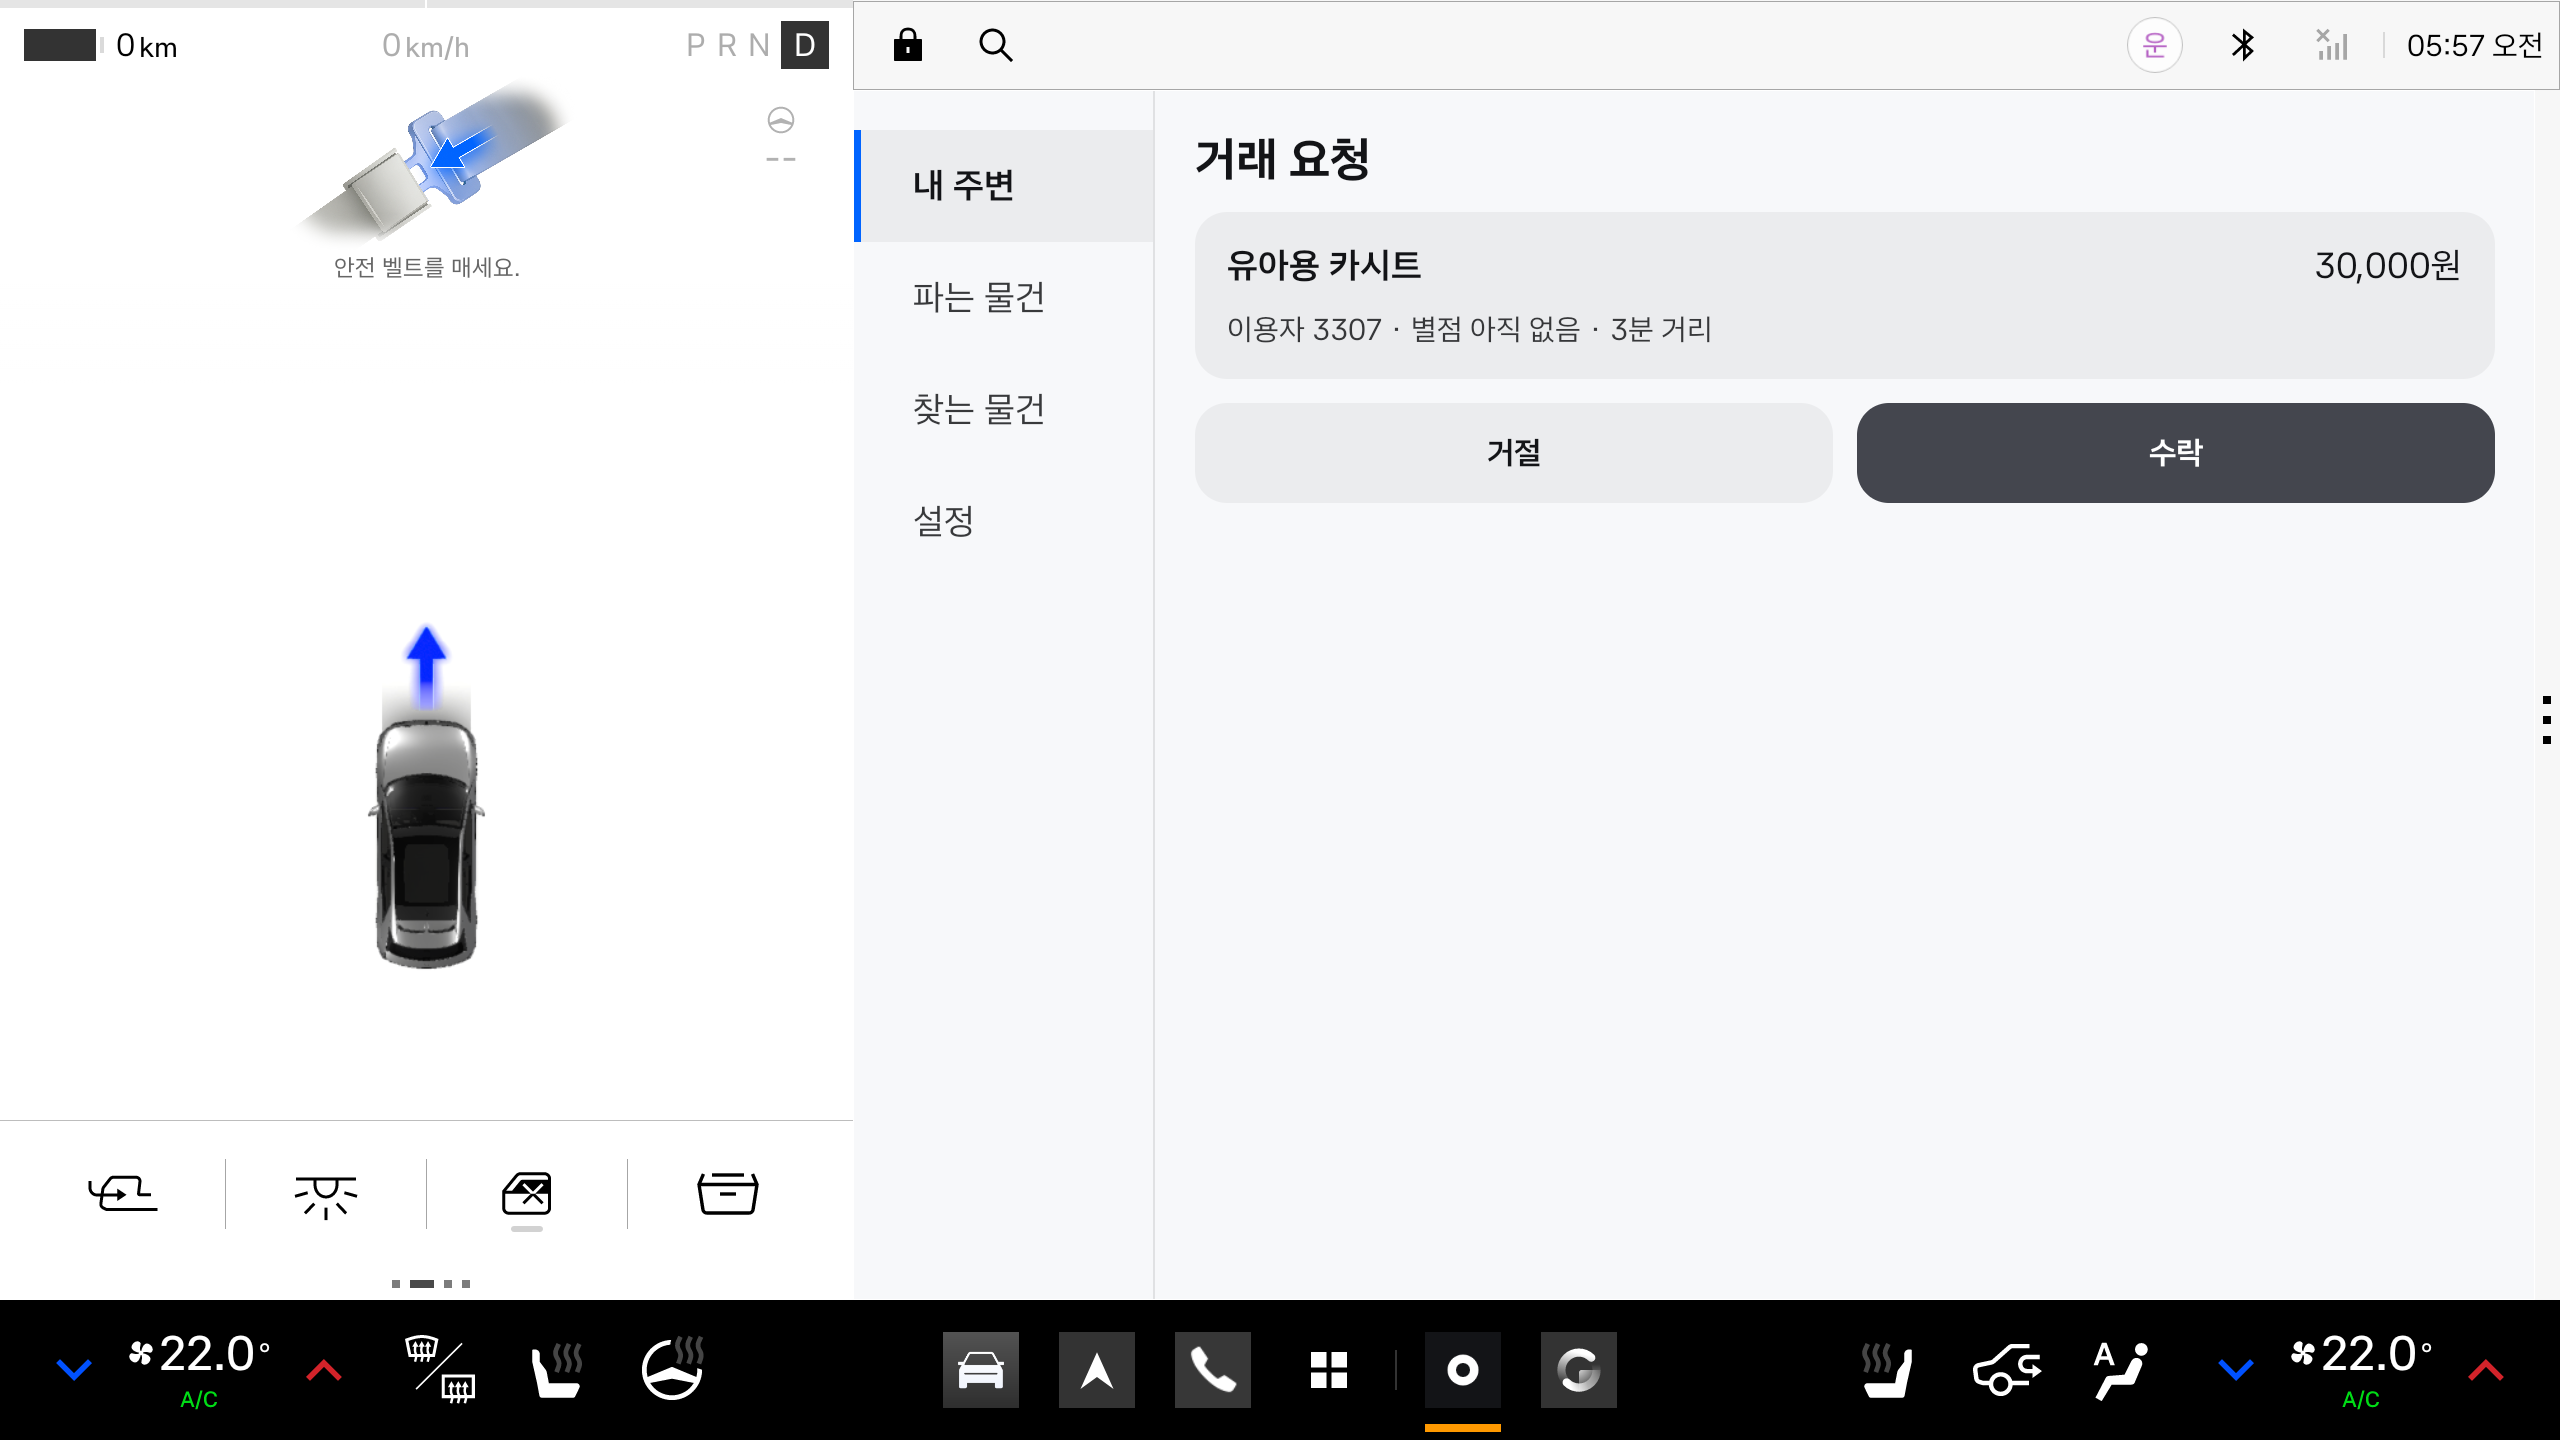 0 km
0 km/h
P R N D
05:57 오전
운
안전 벨트를 매세요.
--
내 주변
파는 물건
찾는 물건
설정
거래 요청
유아용 카시트
30,000원
이용자 3307 · 별점 아직 없음 · 3분 거리
거절
수락
22.0°
A/C
A
22.0°
A/C